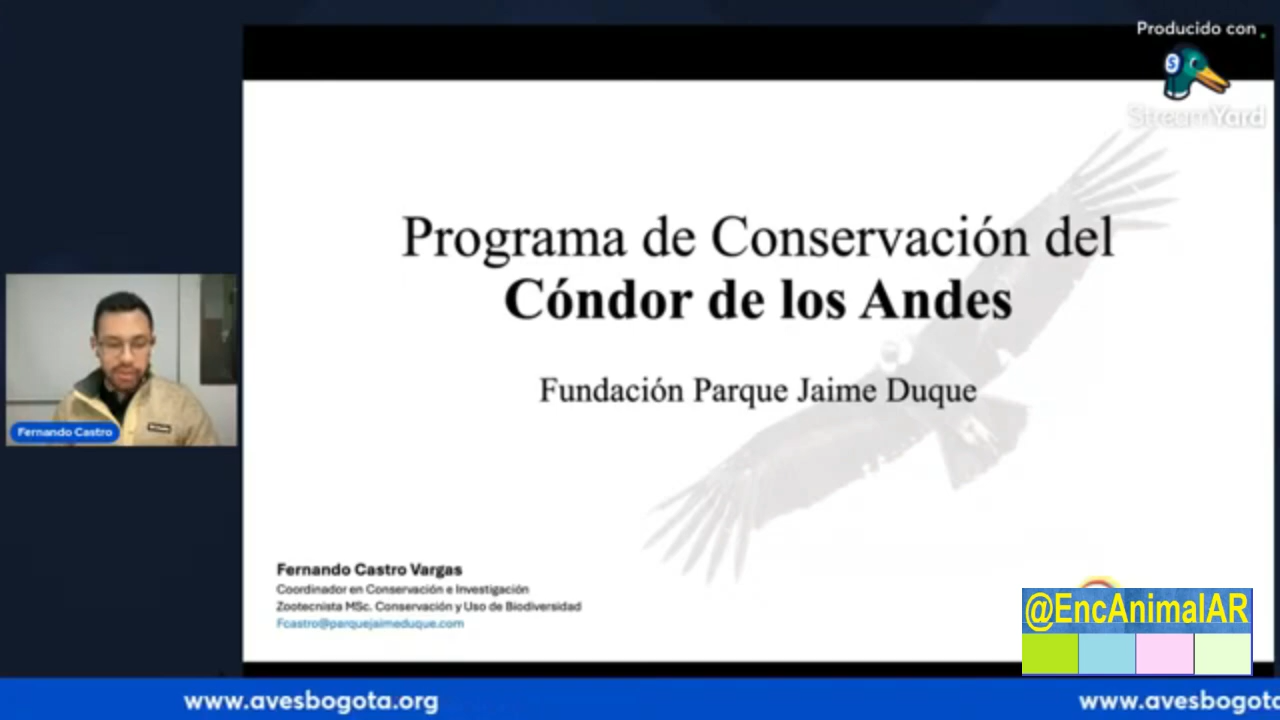 Producido con
S
StreamYard
Programa de Conservación del
Cóndor de los Andes
Fundación Parque Jaime Duque
Fernando Castro
Fernando Castro Vargas
Coordinador en Conservación e Investigación
Zootecnista MSc. Conservación y Uso de Biodiversidad
Fcastro@parquejaimeduque.com
@EncAnimalAR
www.avesbogota.org
www.avesbogota